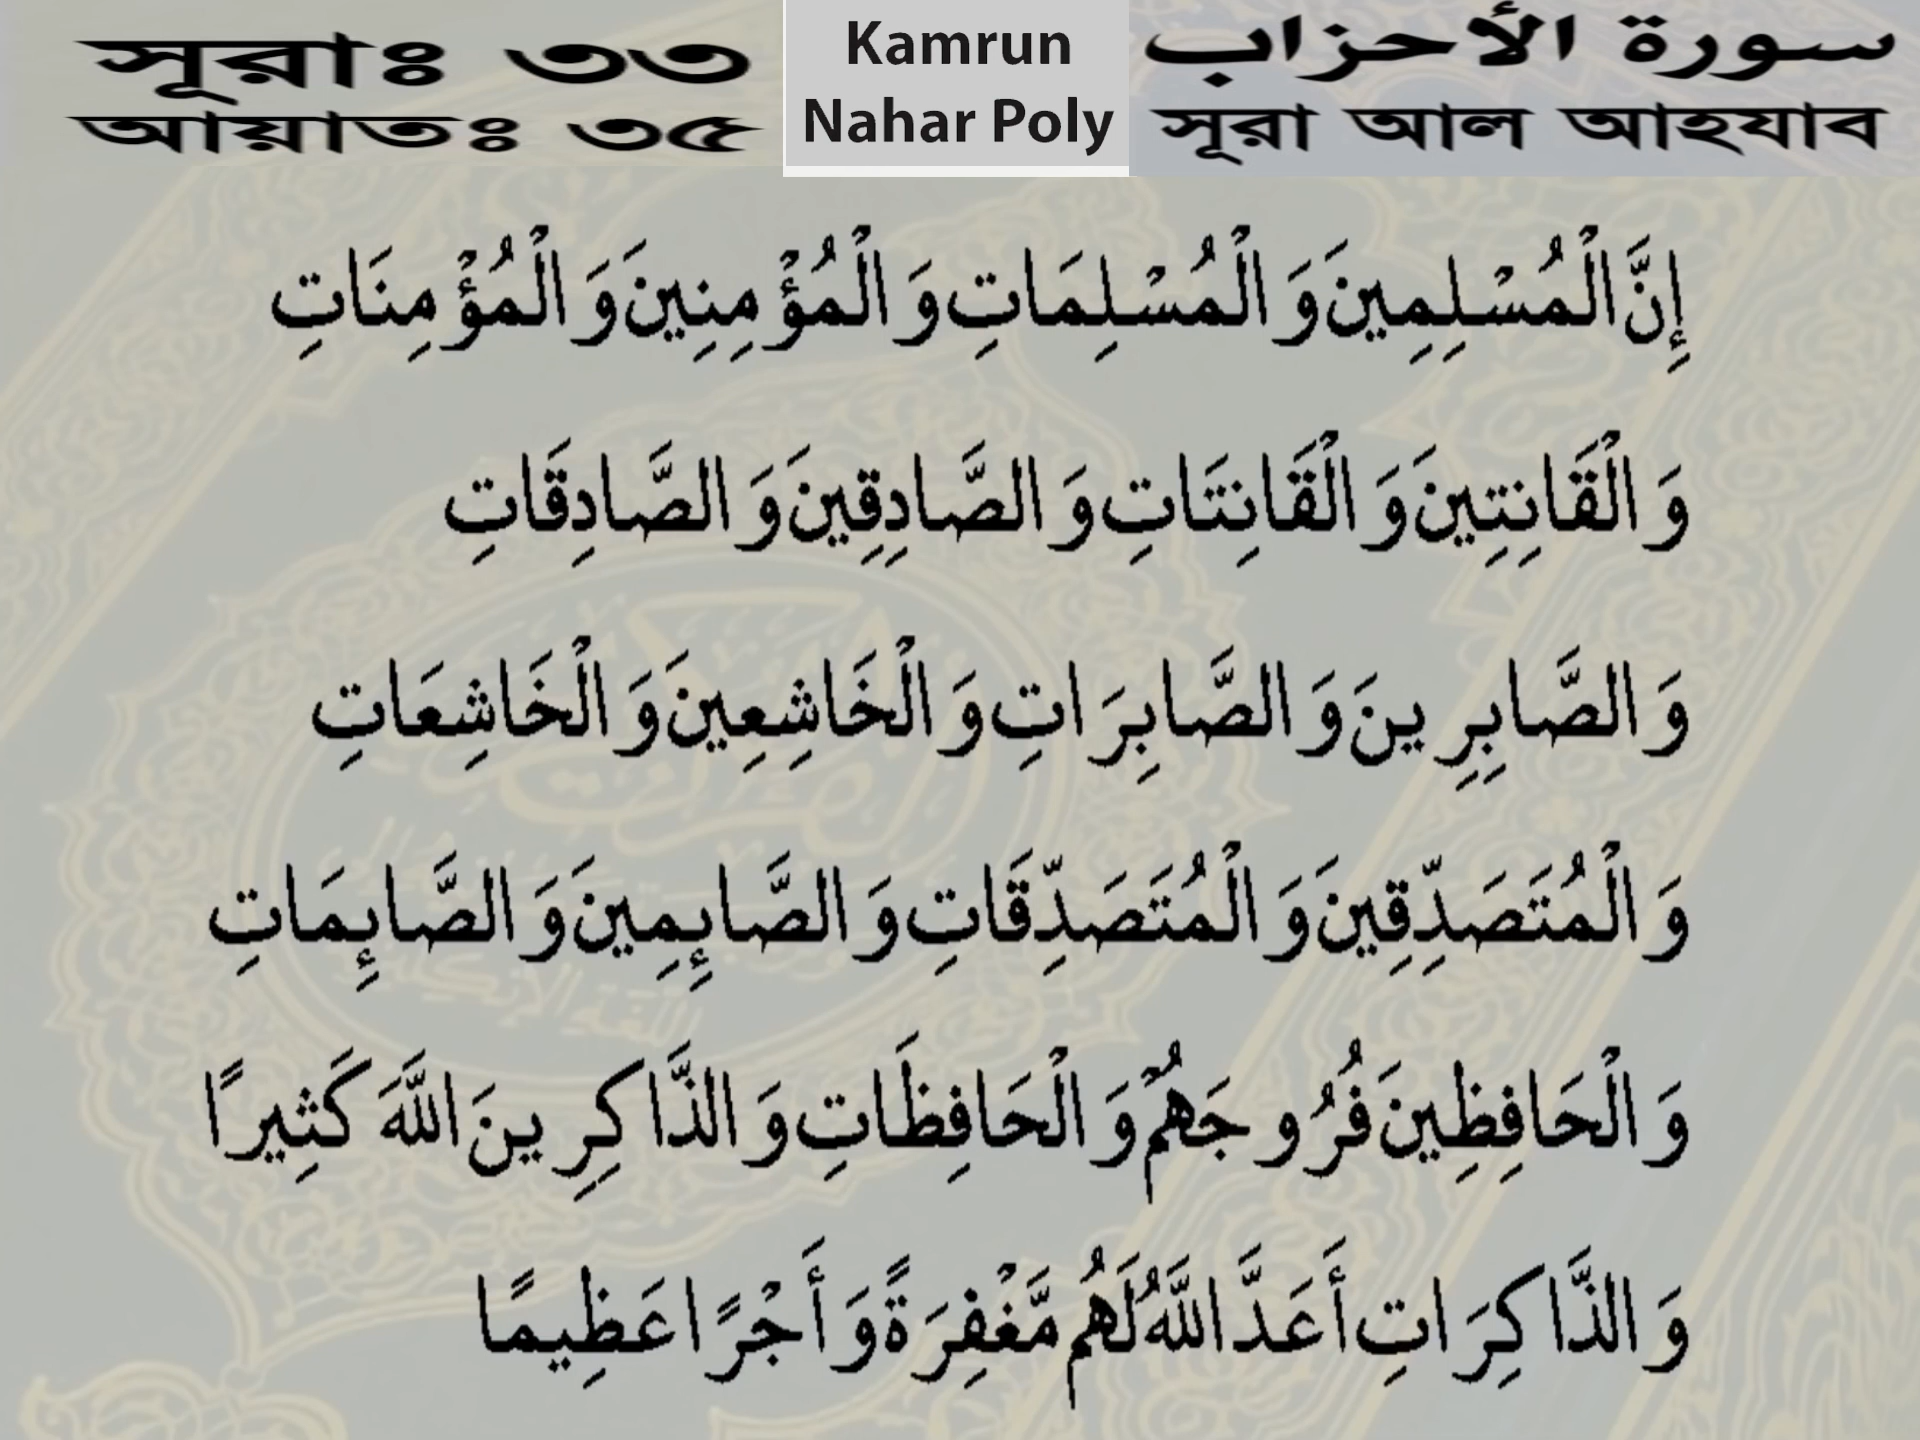 সূরাঃ ৩৩
আয়াতঃ ৩৫
Kamrun
Nahar Poly
سورة الأحزاب
সূরা আল আহযাব
إِنَّ الْمُسْلِمِينَ وَالْمُسْلِمَاتِ وَالْمُؤْمِنِينَ وَالْمُؤْمِنَاتِ
وَالْقَانِتِينَ وَالْقَانِتَاتِ وَالصَّادِقِينَ وَالصَّادِقَاتِ
وَالصَّابِرِينَ وَالصَّابِرَاتِ وَالْخَاشِعِينَ وَالْخَاشِعَاتِ
وَالْمُتَصَدِّقِينَ وَالْمُتَصَدِّقَاتِ وَالصَّائِمِينَ وَالصَّائِمَاتِ
وَالْحَافِظِينَ فُرُوجَهُمْ وَالْحَافِظَاتِ وَالذَّاكِرِينَ اللَّهَ كَثِيرًا
وَالذَّاكِرَاتِ أَعَدَّ اللَّهُ لَهُم مَّغْفِرَةً وَأَجْرًا عَظِيمًا